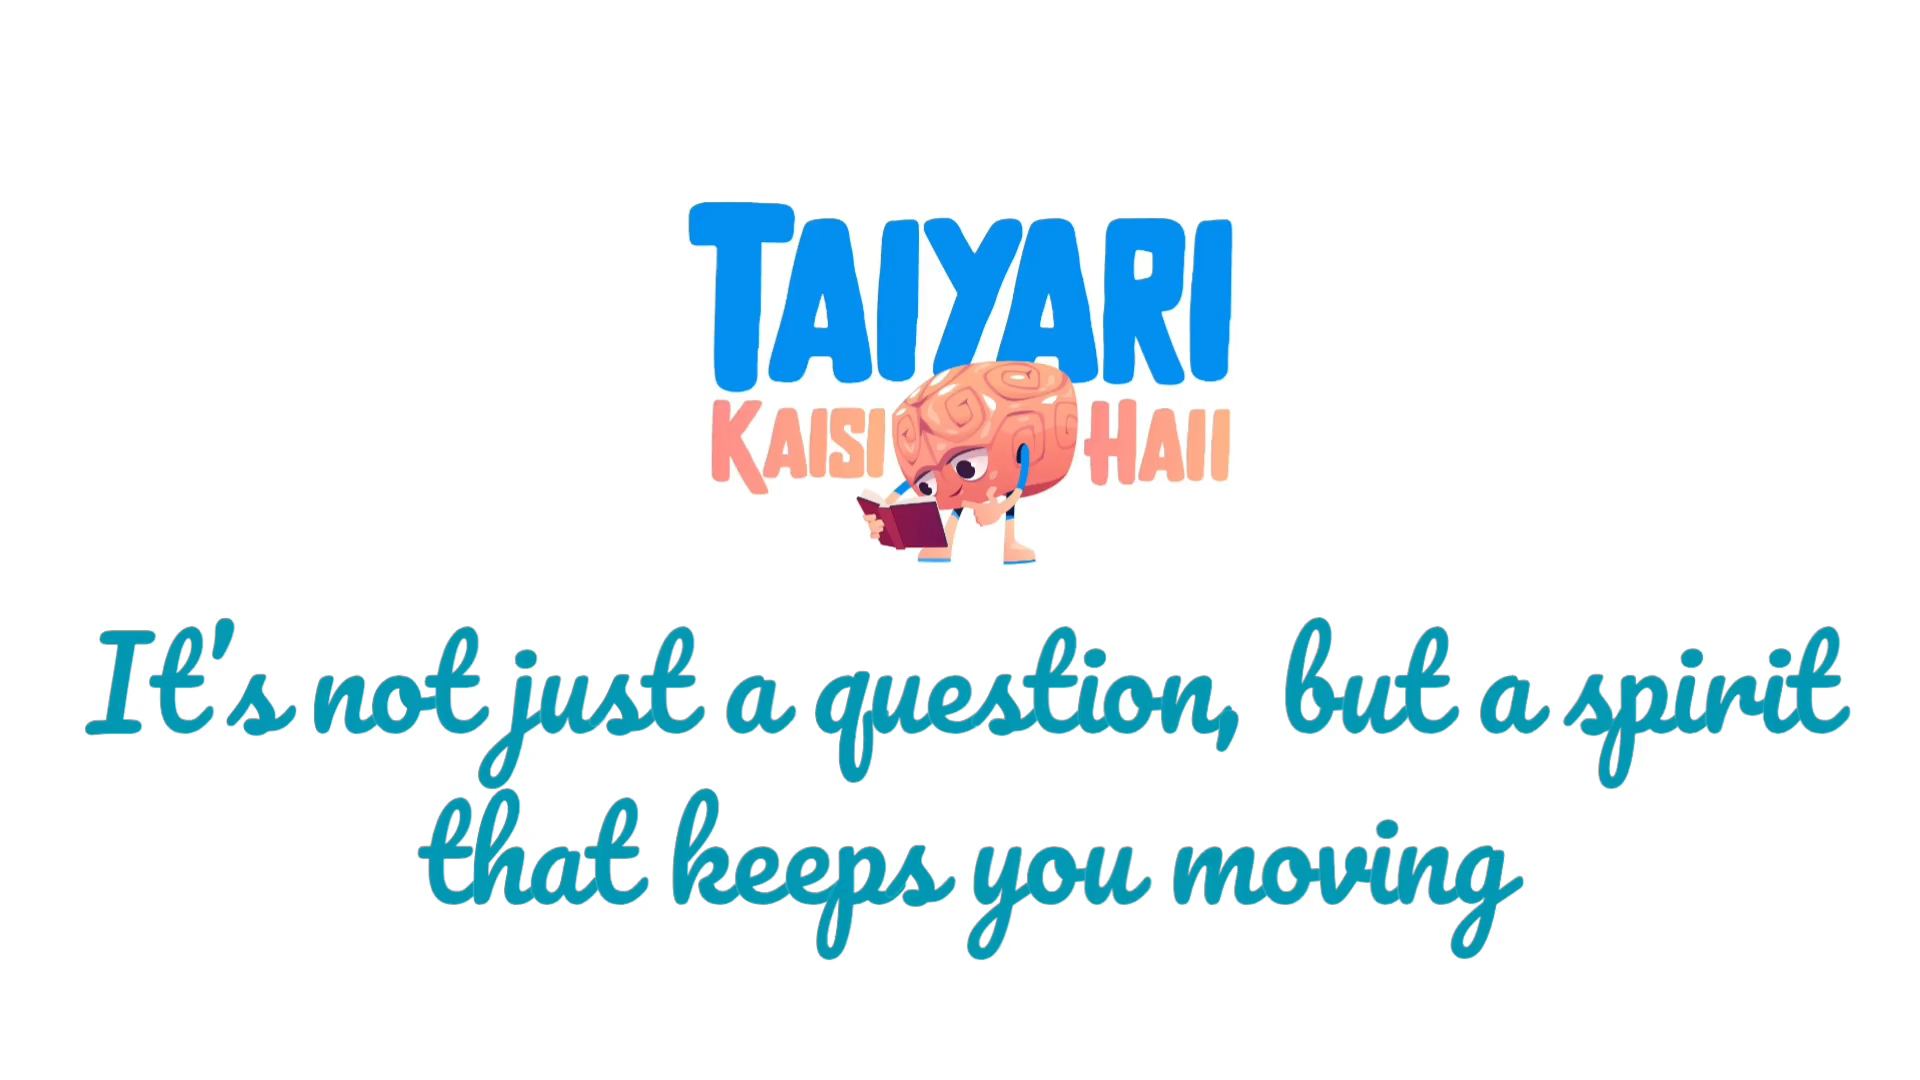 TAIYARI
KAISI HAII
It's not just a question, but a spirit
that keeps you moving